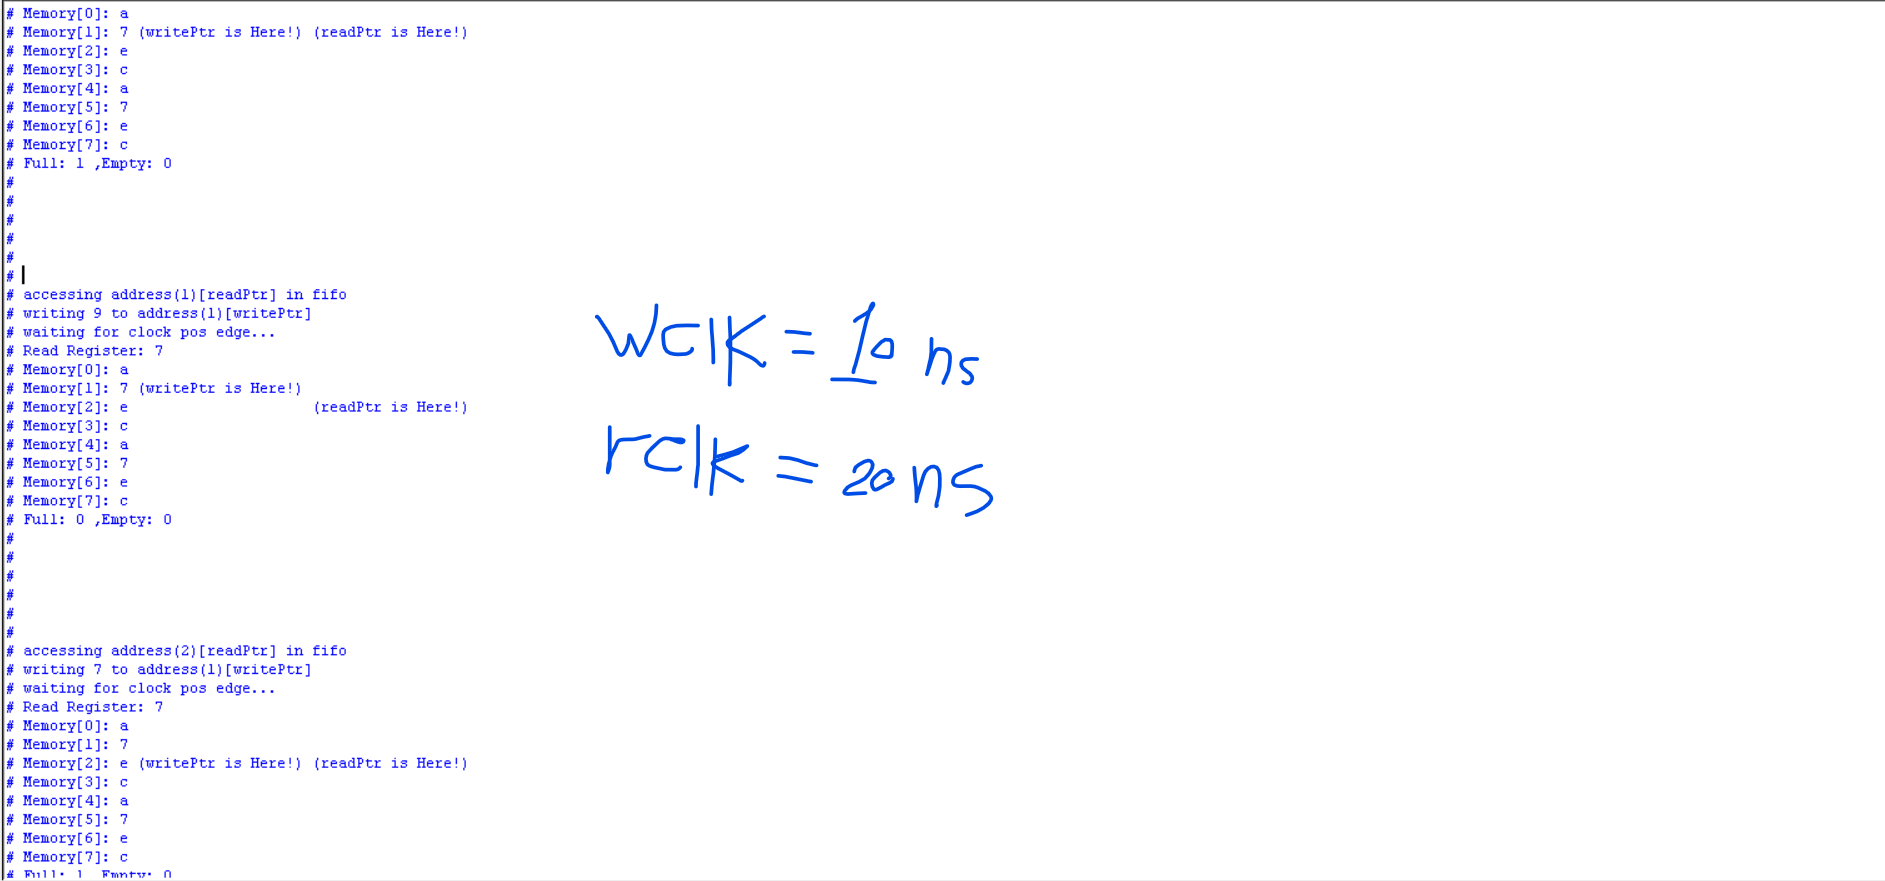 # Memory[0]: a
# Memory[1]: 7 (writePtr is Here!) (readPtr is Here!)
# Memory[2]: e
# Memory[3]: c
# Memory[4]: a
# Memory[5]: 7
# Memory[6]: e
# Memory[7]: c
# Full: 1 ,Empty: 0
#
#
#
#
#
#
# accessing address(1)[readPtr] in fifo
# writing 9 to address(1)[writePtr]
# waiting for clock pos edge...
# Read Register: 7
# Memory[0]: a
# Memory[1]: 7 (writePtr is Here!)
# Memory[2]: e (readPtr is Here!)
# Memory[3]: c
# Memory[4]: a
# Memory[5]: 7
# Memory[6]: e
# Memory[7]: c
# Full: 0 ,Empty: 0
#
#
#
#
#
#
# accessing address(2)[readPtr] in fifo
# writing 7 to address(1)[writePtr]
# waiting for clock pos edge...
# Read Register: 7
# Memory[0]: a
# Memory[1]: 7
# Memory[2]: e (writePtr is Here!) (readPtr is Here!)
# Memory[3]: c
# Memory[4]: a
# Memory[5]: 7
# Memory[6]: e
# Memory[7]: c
# Full: 1 ,Empty: 0
wclk = 10 ns
rclk = 20 ns